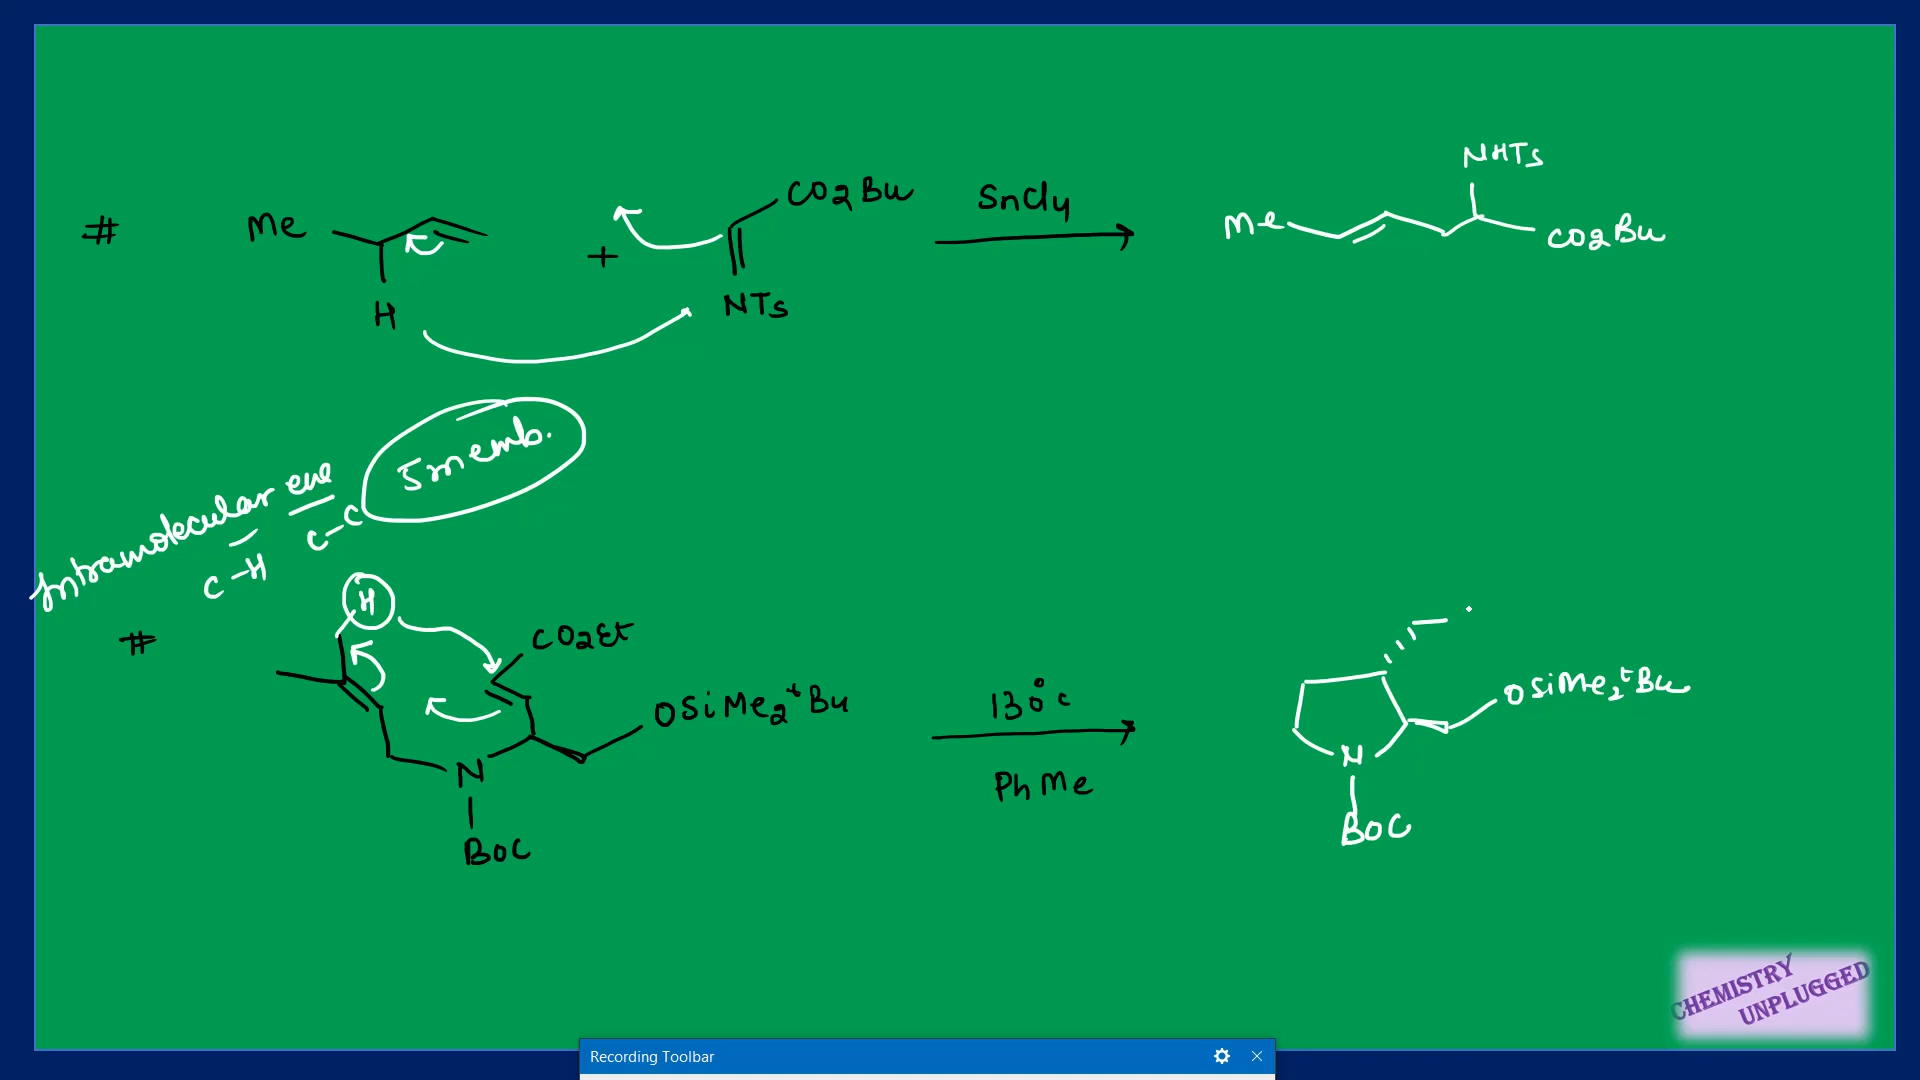 NHTs
# Me + CO2Bu SnCl4 Me CO2Bu
H NTs
5 memb.
Intramolecular ene
C-H C-C
H
# CO2Et
OSiMe2tBu 130°C OSiMe2tBu
N PhMe N
BOC BOC
CHEMISTRY
UNPLUGGED
Recording Toolbar